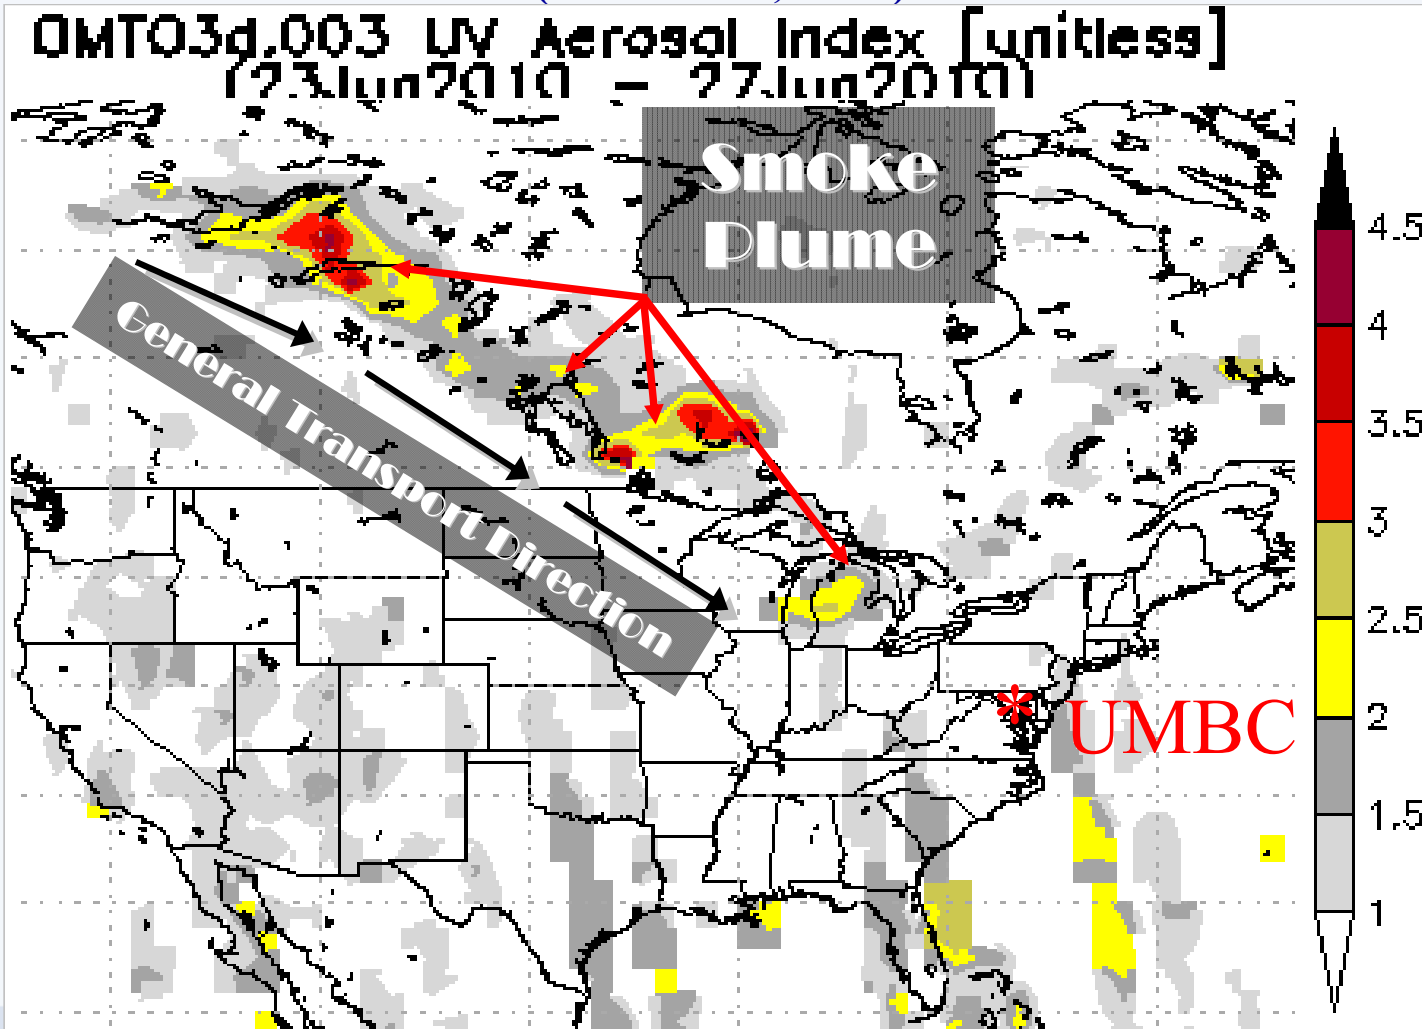 OMTO3d.003 UV Aerosol Index [unitless]
(23Jun2010 - 27Jun2010)
Smoke
Plume
General Transport Direction
* UMBC
4.5
4
3.5
3
2.5
2
1.5
1